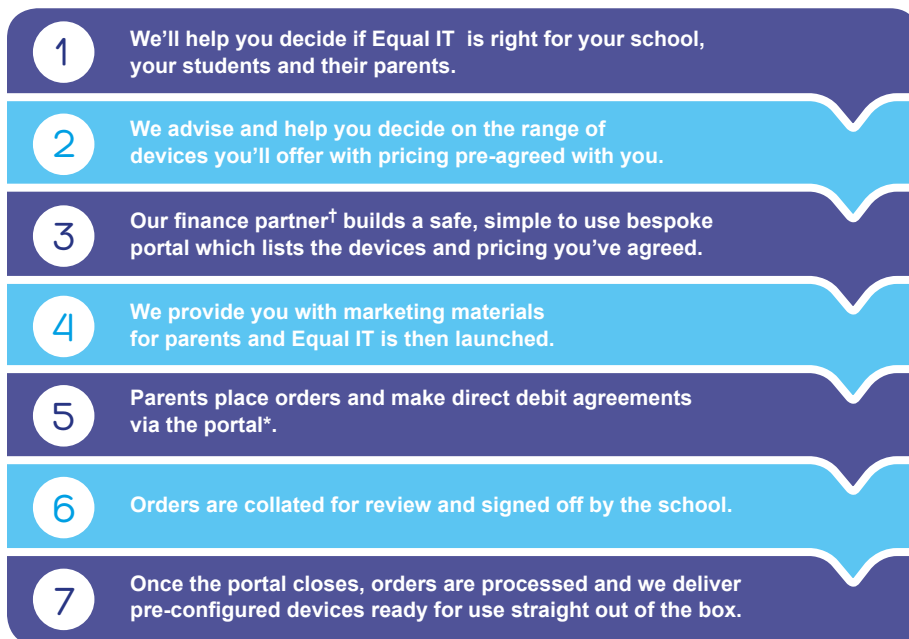 1
We’ll help you decide if Equal IT  is right for your school,
your students and their parents.
2
We advise and help you decide on the range of
devices you’ll offer with pricing pre-agreed with you.
3
Our finance partner† builds a safe, simple to use bespoke
portal which lists the devices and pricing you’ve agreed.
4
We provide you with marketing materials
for parents and Equal IT is then launched.
5
Parents place orders and make direct debit agreements
via the portal*.
6
Orders are collated for review and signed off by the school.
7
Once the portal closes, orders are processed and we deliver
pre-configured devices ready for use straight out of the box.